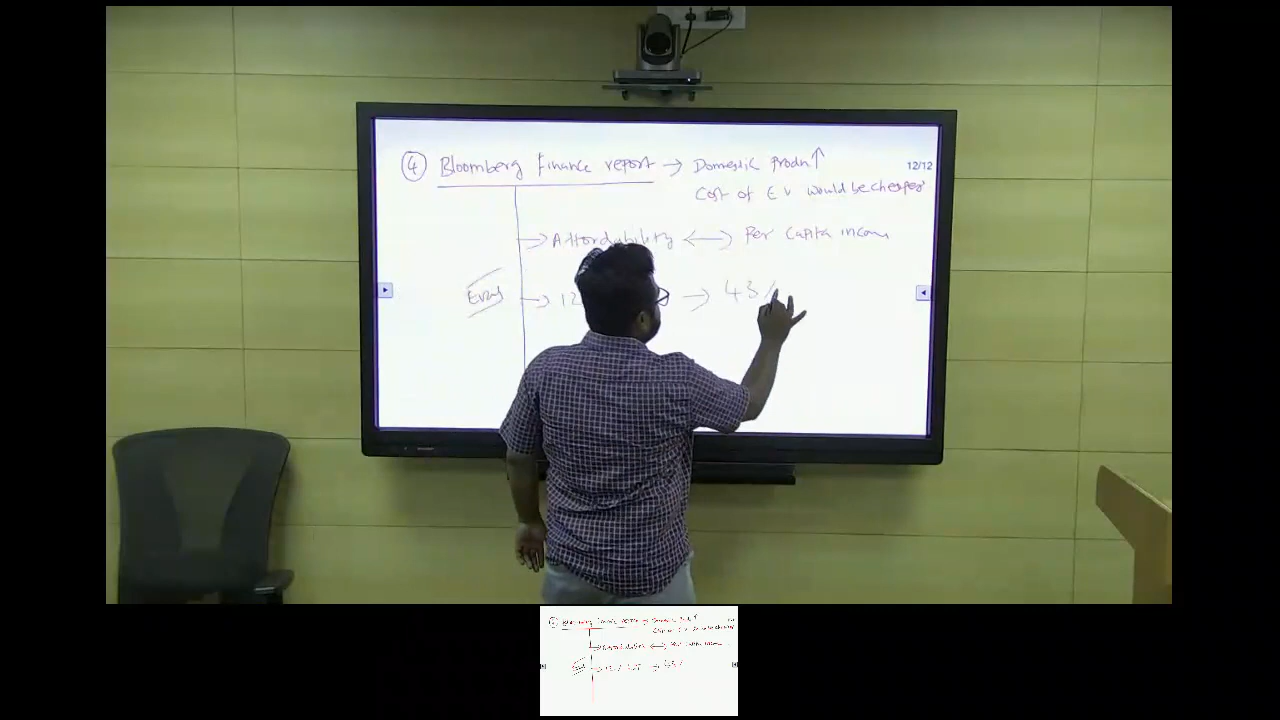 ④ Bloomberg Finance report → Domestic Prodn ↑
12/12
Cost of EV would be cheaper
→ Affordability ←→ Per Capita income
→ 12 → 43%